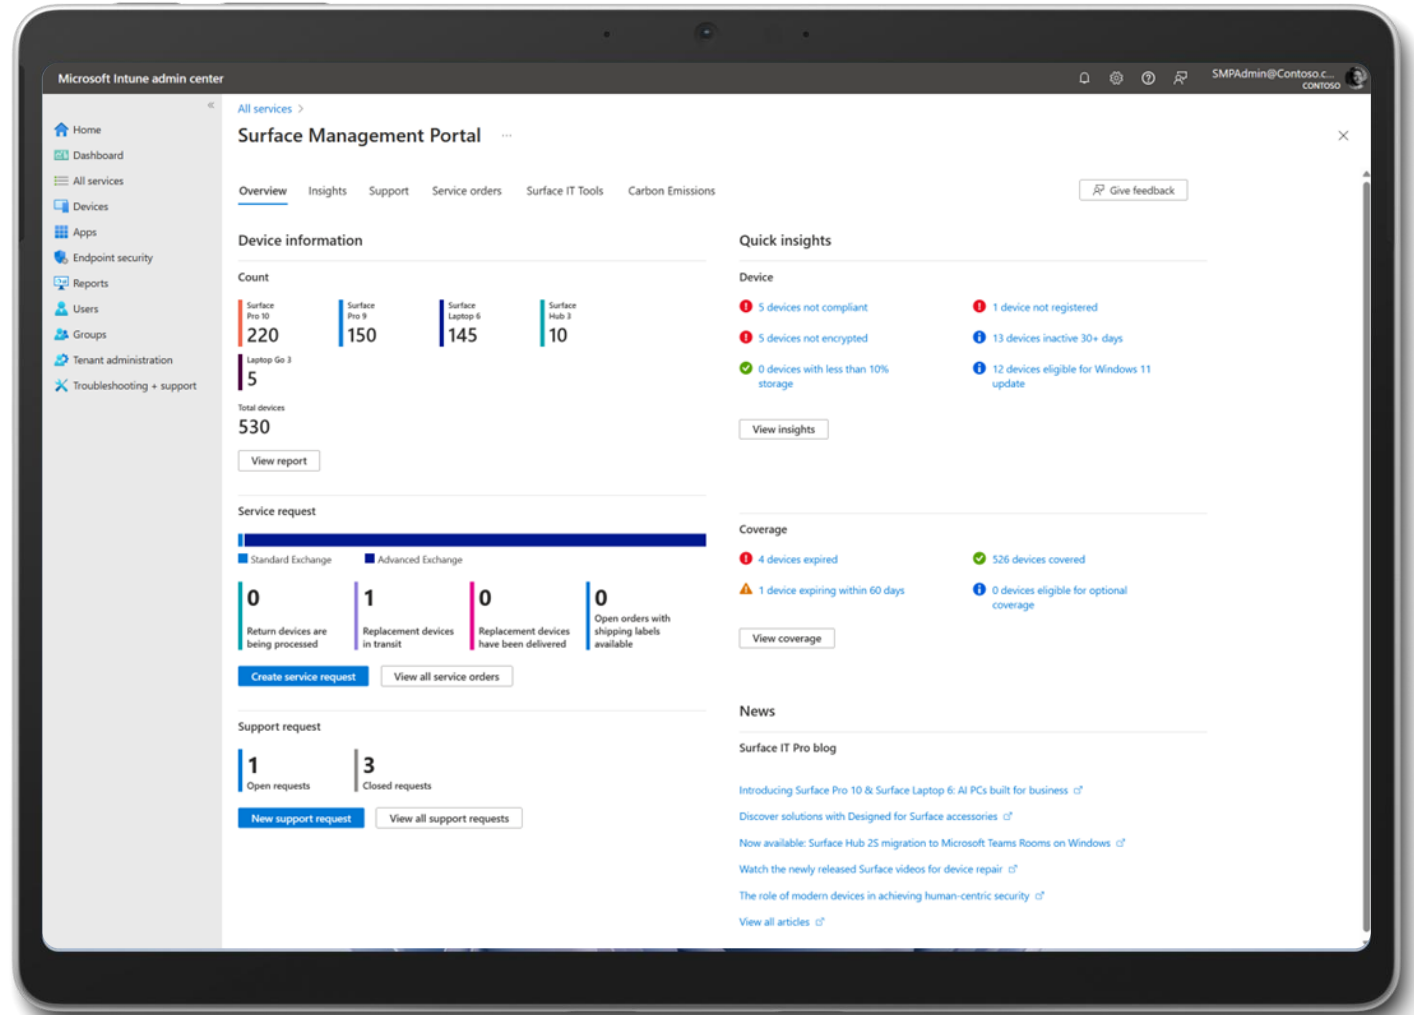 Microsoft Intune admin center
SMPAdmin@Contoso.c...
CONTOSO
Home
Dashboard
All services
Devices
Apps
Endpoint security
Reports
Users
Groups
Tenant administration
Troubleshooting + support
All services >
Surface Management Portal ...
Overview Insights Support Service orders Surface IT Tools Carbon Emissions
Give feedback
Device information
Count
Surface
Pro 10
220
Surface
Pro 9
150
Surface
Laptop 6
145
Surface
Hub 3
10
Laptop Go 3
5
Total devices
530
View report
Service request
Standard Exchange
Advanced Exchange
0
Return devices are
being processed
1
Replacement devices
in transit
0
Replacement devices
have been delivered
0
Open orders with
shipping labels
available
Create service request
View all service orders
Support request
1
Open requests
3
Closed requests
New support request
View all support requests
Quick insights
Device
5 devices not compliant
1 device not registered
5 devices not encrypted
13 devices inactive 30+ days
0 devices with less than 10%
storage
12 devices eligible for Windows 11
update
View insights
Coverage
4 devices expired
526 devices covered
1 device expiring within 60 days
0 devices eligible for optional
coverage
View coverage
News
Surface IT Pro blog
Introducing Surface Pro 10 & Surface Laptop 6: AI PCs built for business
Discover solutions with Designed for Surface accessories
Now available: Surface Hub 2S migration to Microsoft Teams Rooms on Windows
Watch the newly released Surface videos for device repair
The role of modern devices in achieving human-centric security
View all articles